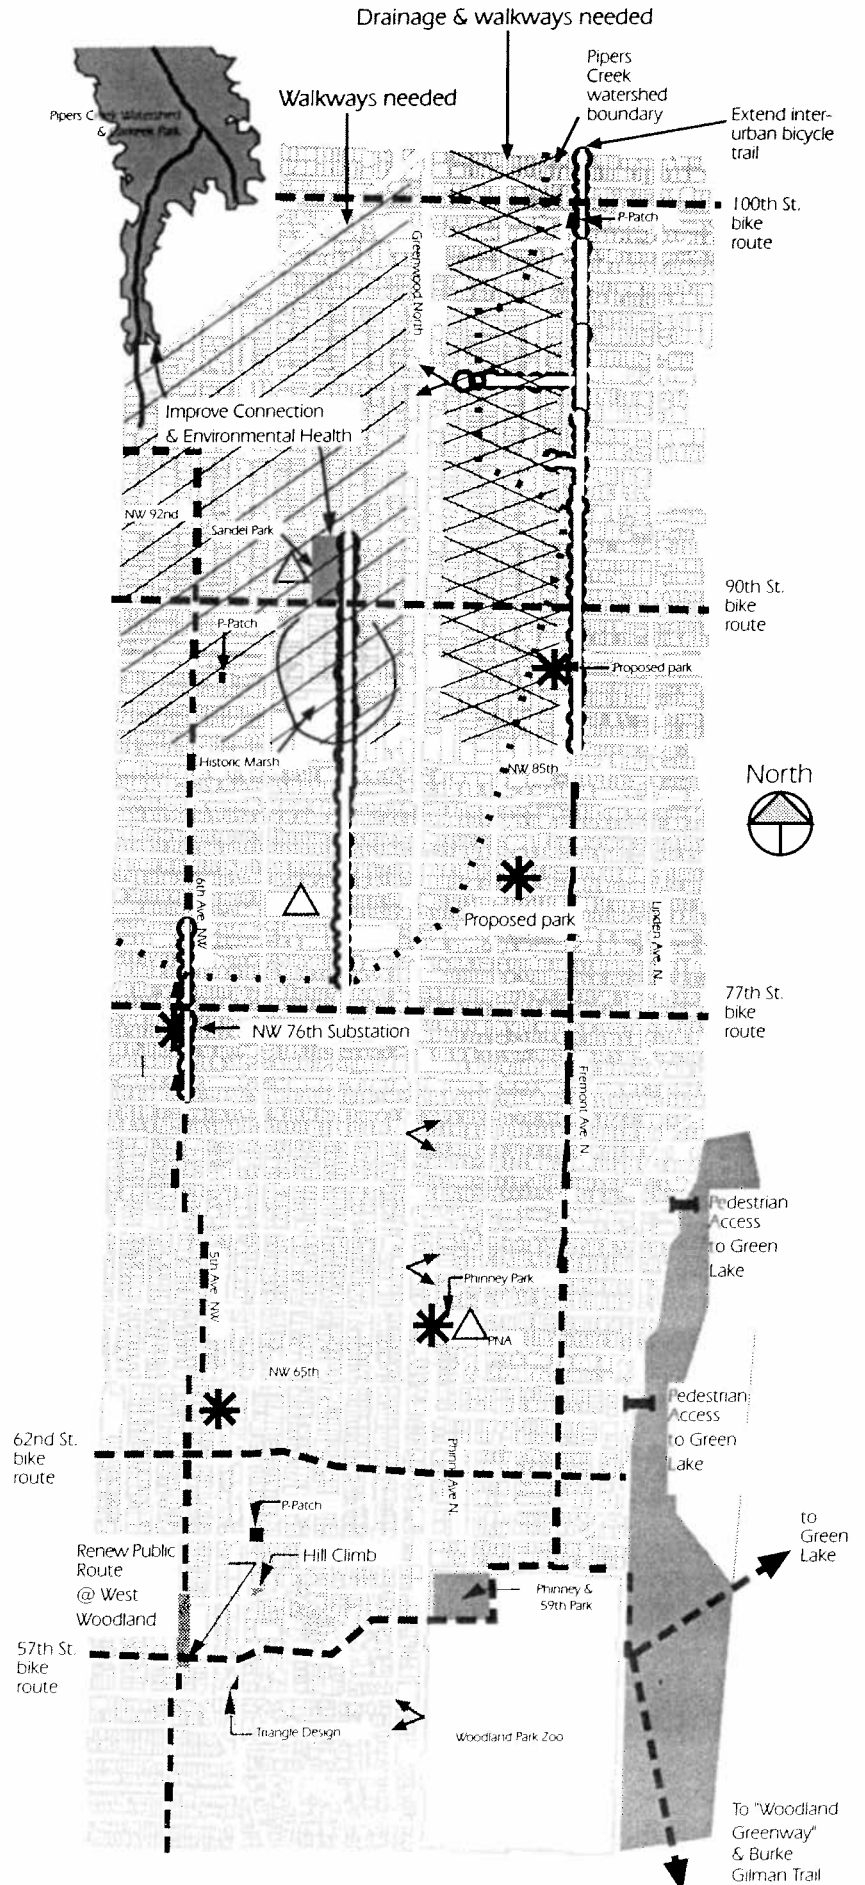 Drainage & walkways needed
Pipers
Creek
watershed
boundary
Walkways needed
Extend inter-
urban bicycle
trail
Pipers Creek Watershed
& Carkeek Park
100th St.
bike
route
P-Patch
Greenwood North
Improve Connection
& Environmental Health
NW 92nd
Sandel Park
90th St.
bike
route
P-Patch
Proposed park
Historic Marsh
NW 85th
North
6th Ave. NW
Proposed park
Linden Ave. N.
77th St.
bike
route
NW 76th Substation
Fremont Ave. N.
Pedestrian
Access
to Green
Lake
5th Ave. NW
Phinney Park
PNA
NW 65th
Pedestrian
Access
to Green
Lake
62nd St.
bike
route
Phinney Ave N.
P-Patch
to
Green
Lake
Renew Public
Route
@ West
Woodland
Hill Climb
Phinney &
59th Park
57th St.
bike
route
Triangle Design
Woodland Park Zoo
To "Woodland
Greenway"
& Burke
Gilman Trail